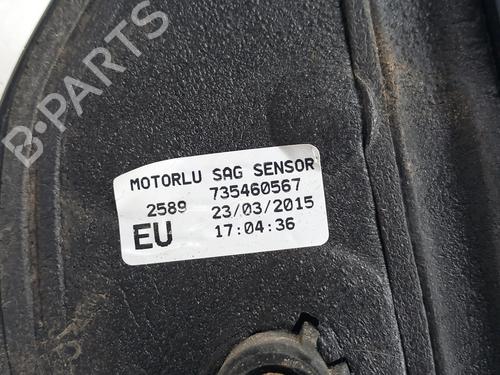 B-PARTS
MOTORLU SAG SENSOR
735460567
2589 23/03/2015
EU 17:04:36